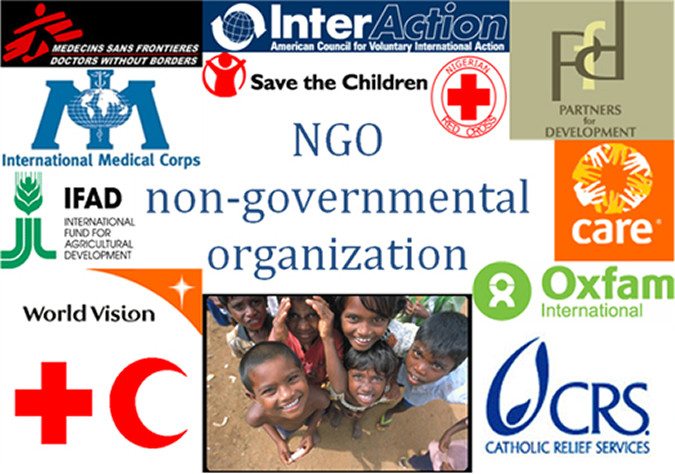 MEDECINS SANS FRONTIERES
DOCTORS WITHOUT BORDERS
InterAction
American Council for Voluntary International Action
Save the Children
NIGERIAN
RED CROSS
Pfd
PARTNERS
for
DEVELOPMENT
International Medical Corps
NGO
non-governmental
organization
IFAD
INTERNATIONAL
FUND FOR
AGRICULTURAL
DEVELOPMENT
care®
World Vision
Oxfam
International
CRS
CATHOLIC RELIEF SERVICES